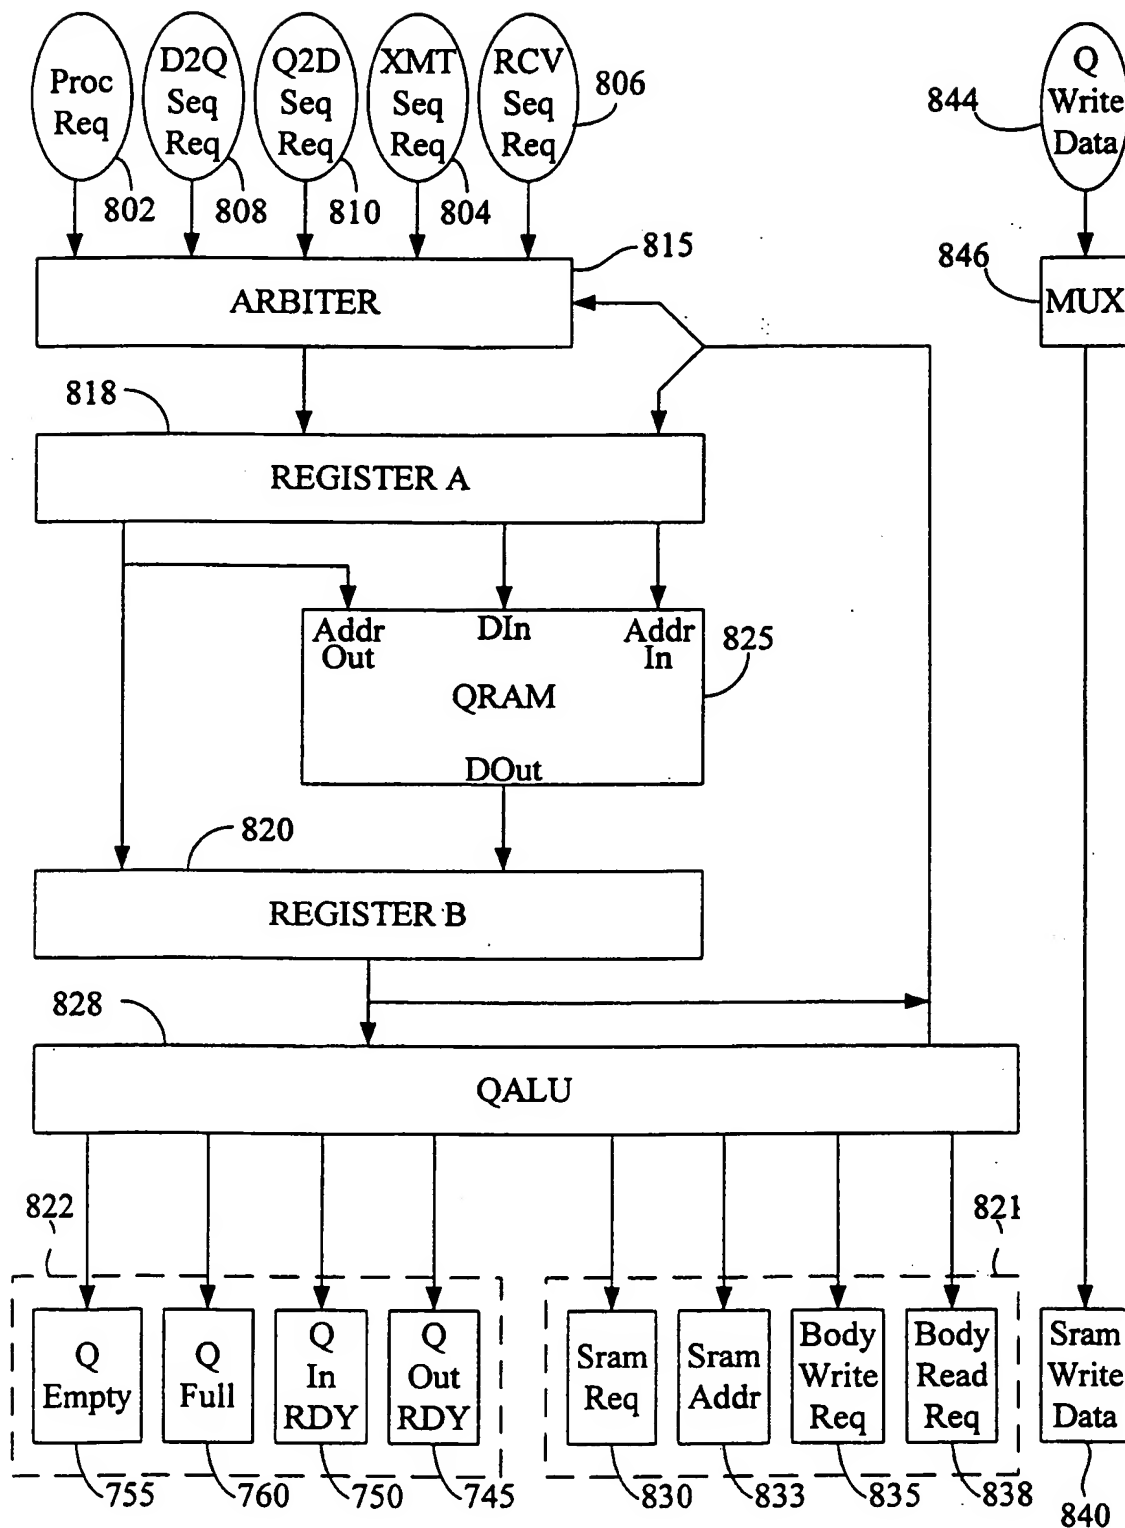 Proc
Req
D2Q
Seq
Req
Q2D
Seq
Req
XMT
Seq
Req
RCV
Seq
Req
806
844
Q
Write
Data
802
808
810
804
815
846
MUX
ARBITER
818
REGISTER A
Addr
Out
DIn
Addr
In
825
QRAM
DOut
820
REGISTER B
828
QALU
822
821
Q
Empty
Q
Full
Q
In
RDY
Q
Out
RDY
Sram
Req
Sram
Addr
Body
Write
Req
Body
Read
Req
Sram
Write
Data
755
760
750
745
830
833
835
838
840